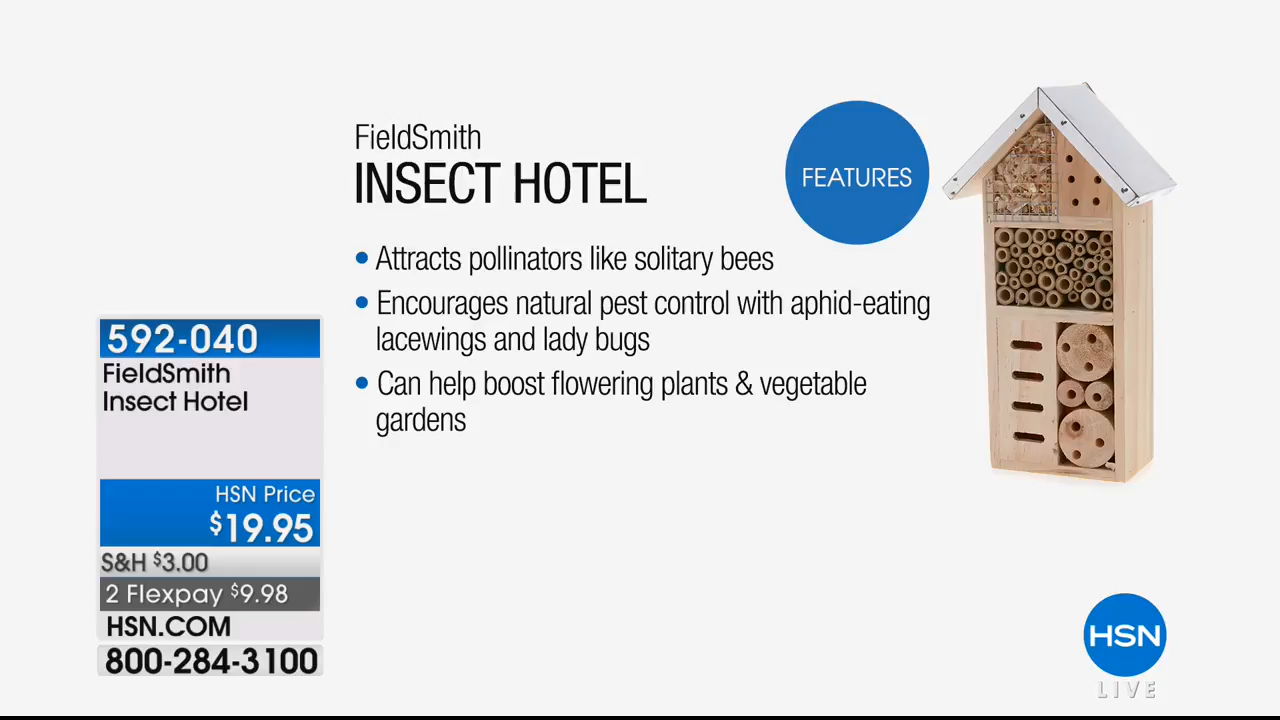 FieldSmith
INSECT HOTEL
FEATURES
• Attracts pollinators like solitary bees
• Encourages natural pest control with aphid-eating
lacewings and lady bugs
• Can help boost flowering plants & vegetable
gardens
592-040
FieldSmith
Insect Hotel
HSN Price
$19.95
S&H $3.00
2 Flexpay $9.98
HSN.COM
800-284-3100
HSN
LIVE